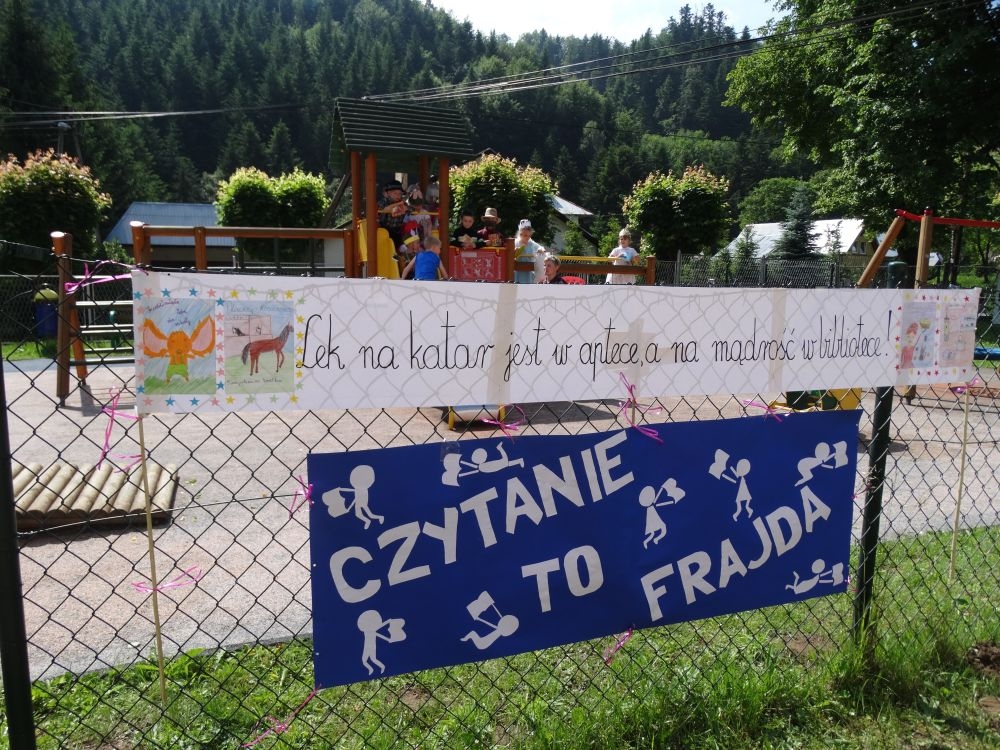 Lek na katar jest w aptece, a na mądrość w bibliotece!
CZYTANIE
TO FRAJDA